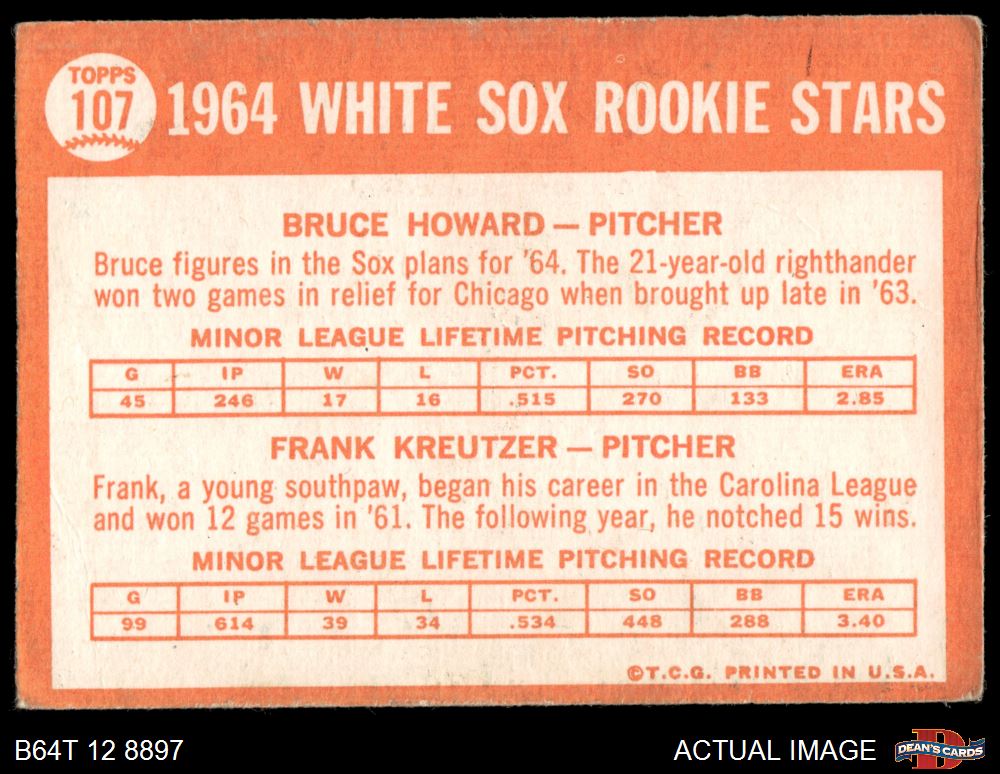 TOPPS
107
1964 WHITE SOX ROOKIE STARS
BRUCE HOWARD — PITCHER
Bruce figures in the Sox plans for '64. The 21-year-old righthander
won two games in relief for Chicago when brought up late in '63.
MINOR LEAGUE LIFETIME PITCHING RECORD
G IP W L PCT. SO BB ERA
45 246 17 16 .515 270 133 2.85
FRANK KREUTZER — PITCHER
Frank, a young southpaw, began his career in the Carolina League
and won 12 games in '61. The following year, he notched 15 wins.
MINOR LEAGUE LIFETIME PITCHING RECORD
G IP W L PCT. SO BB ERA
99 614 39 34 .534 448 288 3.40
©T.C.G. PRINTED IN U.S.A.
B64T 12 8897
ACTUAL IMAGE
D
DEAN'S CARDS